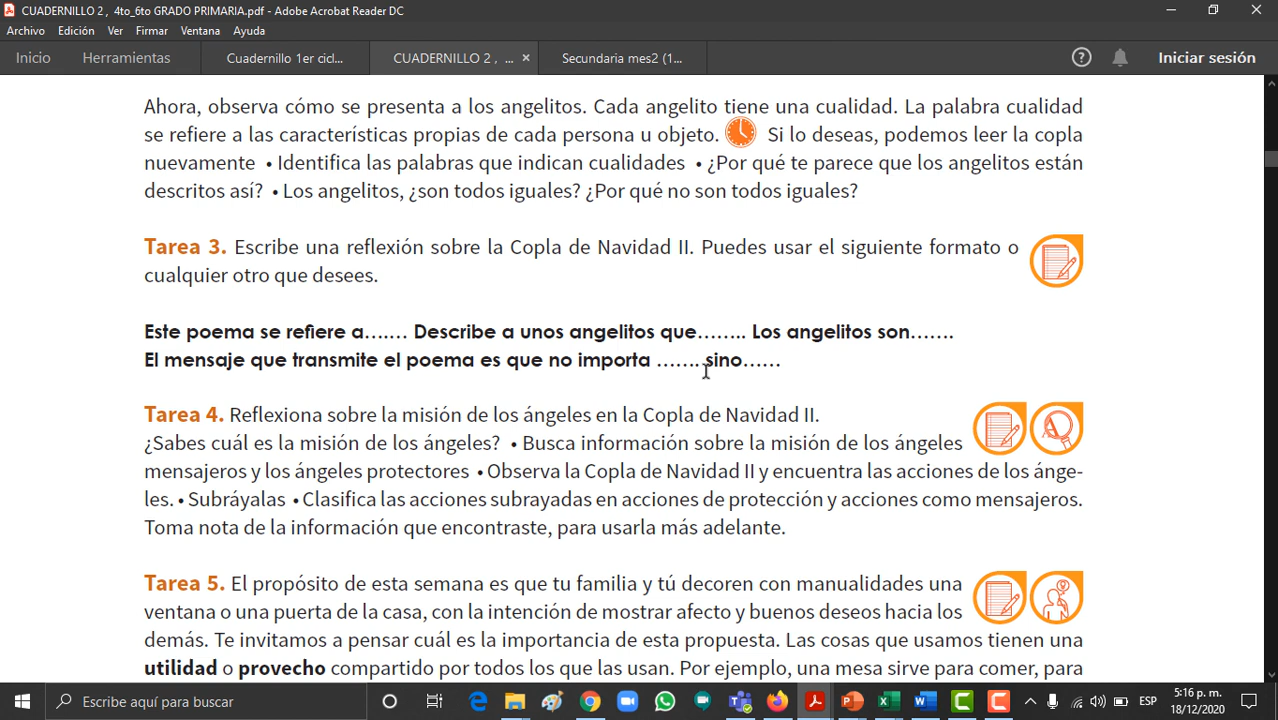 CUADERNILLO 2 , 4to_6to GRADO PRIMARIA.pdf - Adobe Acrobat Reader DC
Archivo Edición Ver Firmar Ventana Ayuda
Inicio Herramientas Cuadernillo 1er cicl... CUADERNILLO 2 , ... × Secundaria mes2 (1... Iniciar sesión
Ahora, observa cómo se presenta a los angelitos. Cada angelito tiene una cualidad. La palabra cualidad
se refiere a las características propias de cada persona u objeto. Si lo deseas, podemos leer la copla
nuevamente • Identifica las palabras que indican cualidades • ¿Por qué te parece que los angelitos están
descritos así? • Los angelitos, ¿son todos iguales? ¿Por qué no son todos iguales?
Tarea 3. Escribe una reflexión sobre la Copla de Navidad II. Puedes usar el siguiente formato o
cualquier otro que desees.
Este poema se refiere a....... Describe a unos angelitos que........ Los angelitos son.......
El mensaje que transmite el poema es que no importa ....... sino......
Tarea 4. Reflexiona sobre la misión de los ángeles en la Copla de Navidad II.
¿Sabes cuál es la misión de los ángeles? • Busca información sobre la misión de los ángeles
mensajeros y los ángeles protectores • Observa la Copla de Navidad II y encuentra las acciones de los ánge-
les. • Subráyalas • Clasifica las acciones subrayadas en acciones de protección y acciones como mensajeros.
Toma nota de la información que encontraste, para usarla más adelante.
Tarea 5. El propósito de esta semana es que tu familia y tú decoren con manualidades una
ventana o una puerta de la casa, con la intención de mostrar afecto y buenos deseos hacia los
demás. Te invitamos a pensar cuál es la importancia de esta propuesta. Las cosas que usamos tienen una
utilidad o provecho compartido por todos los que las usan. Por ejemplo, una mesa sirve para comer, para
Escribe aquí para buscar
ESP
5:16 p. m.
18/12/2020